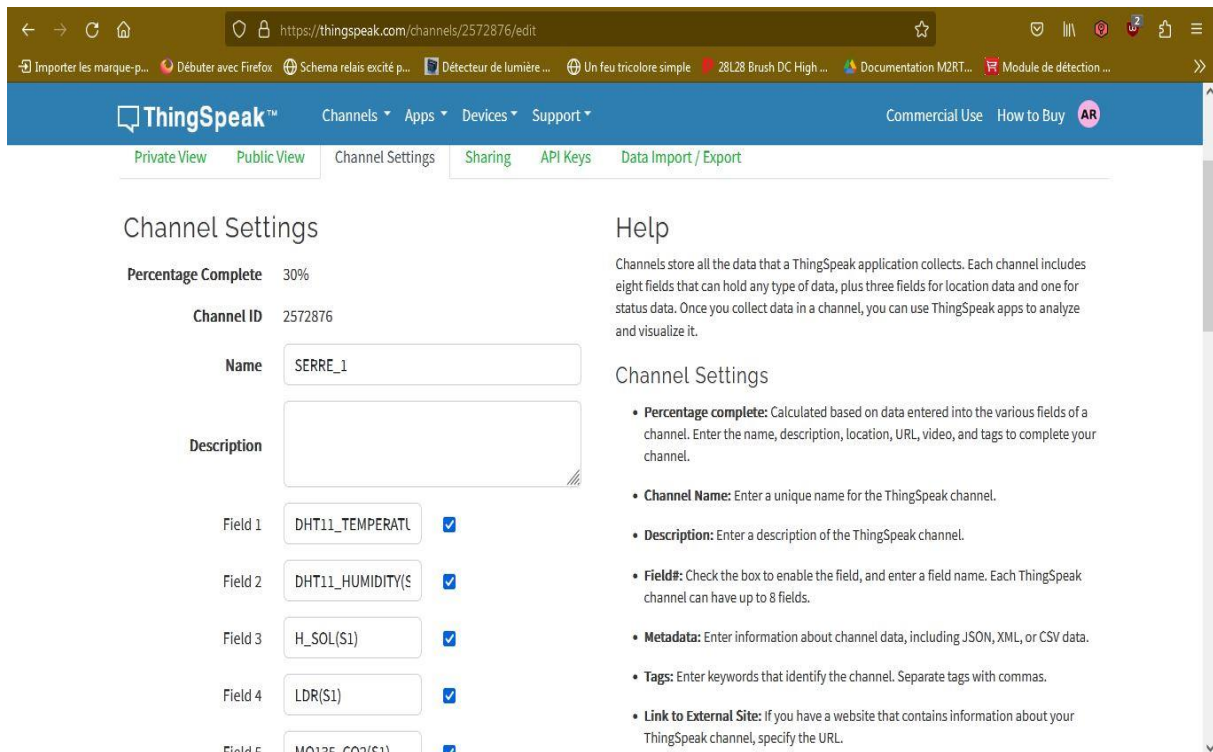 https://thingspeak.com/channels/2572876/edit
2
Importer les marque-p... Débuter avec Firefox Schema relais excité p... Détecteur de lumière ... Un feu tricolore simple 28L28 Brush DC High ... Documentation M2RT... Module de détection ...
ThingSpeak™ Channels Apps Devices Support Commercial Use How to Buy AR
Private View Public View Channel Settings Sharing API Keys Data Import / Export
Channel Settings
Percentage Complete 30%
Channel ID 2572876
Name SERRE_1
Description
Field 1 DHT11_TEMPERATU
Field 2 DHT11_HUMIDITY(S
Field 3 H_SOL(S1)
Field 4 LDR(S1)
Field 5 MQ135_CO2(S1)
Help
Channels store all the data that a ThingSpeak application collects. Each channel includes
eight fields that can hold any type of data, plus three fields for location data and one for
status data. Once you collect data in a channel, you can use ThingSpeak apps to analyze
and visualize it.
Channel Settings
• Percentage complete: Calculated based on data entered into the various fields of a
channel. Enter the name, description, location, URL, video, and tags to complete your
channel.
• Channel Name: Enter a unique name for the ThingSpeak channel.
• Description: Enter a description of the ThingSpeak channel.
• Field#: Check the box to enable the field, and enter a field name. Each ThingSpeak
channel can have up to 8 fields.
• Metadata: Enter information about channel data, including JSON, XML, or CSV data.
• Tags: Enter keywords that identify the channel. Separate tags with commas.
• Link to External Site: If you have a website that contains information about your
ThingSpeak channel, specify the URL.